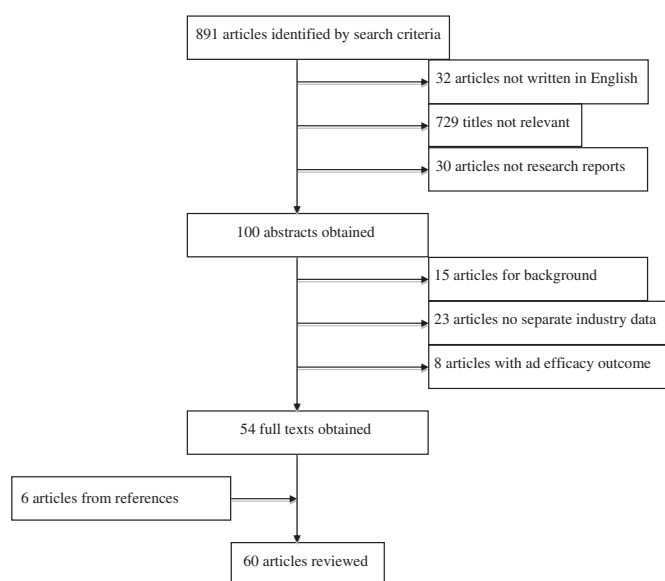 891 articles identified by search criteria
32 articles not written in English
729 titles not relevant
30 articles not research reports
100 abstracts obtained
15 articles for background
23 articles no separate industry data
8 articles with ad efficacy outcome
54 full texts obtained
6 articles from references
60 articles reviewed